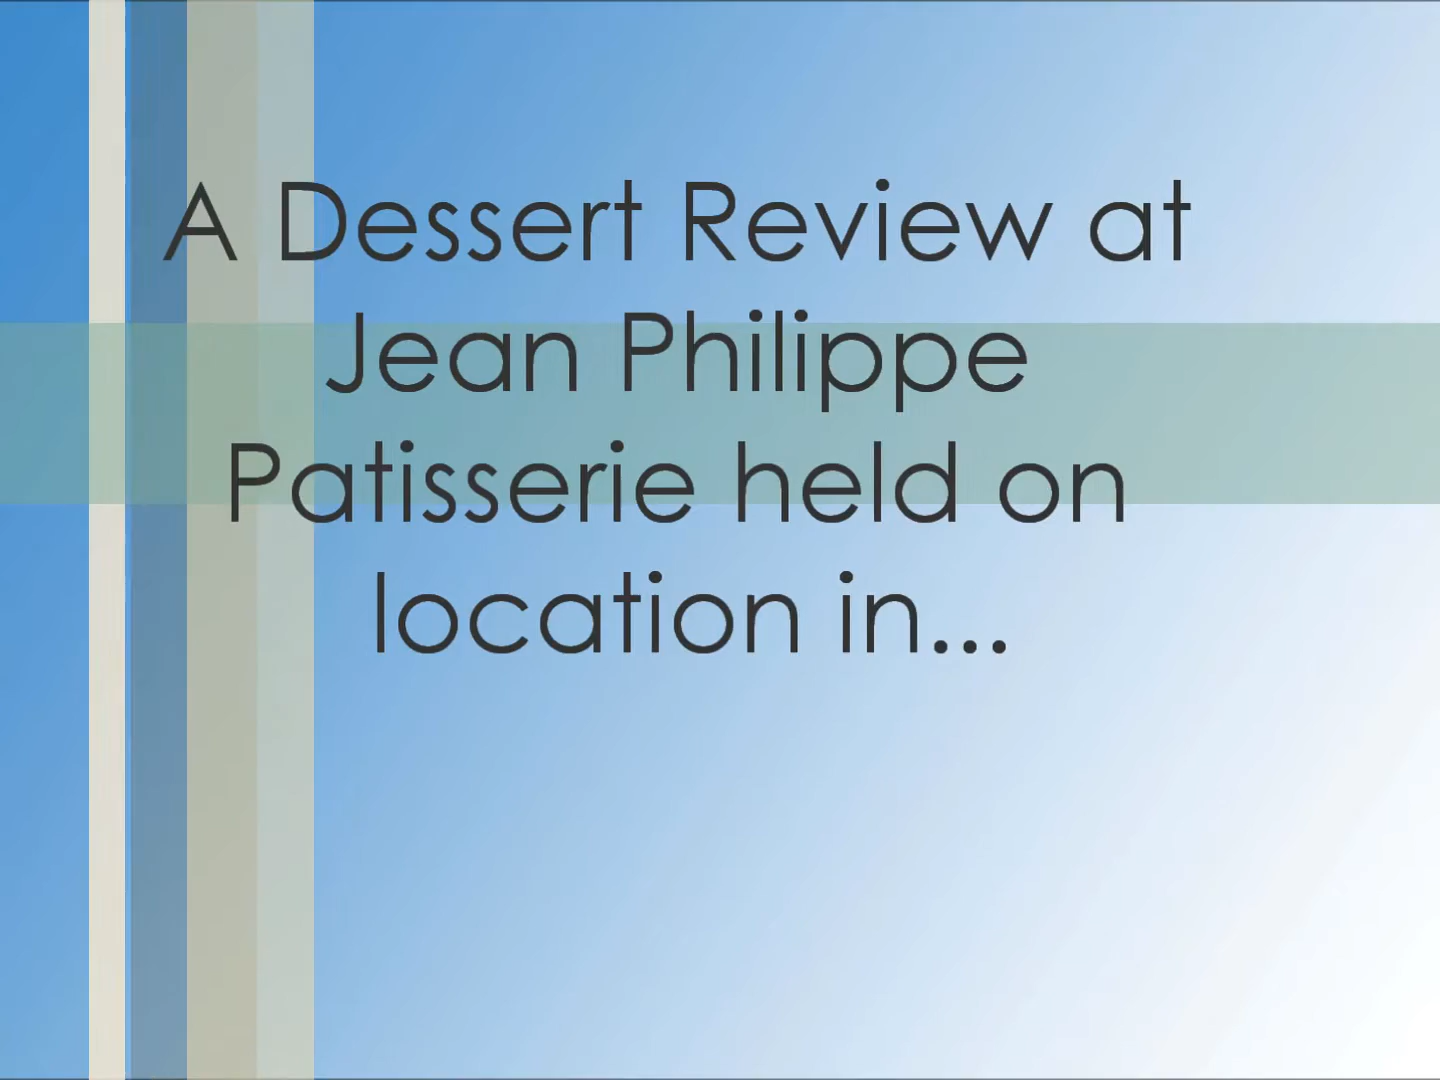 A Dessert Review at
Jean Philippe
Patisserie held on
location in...